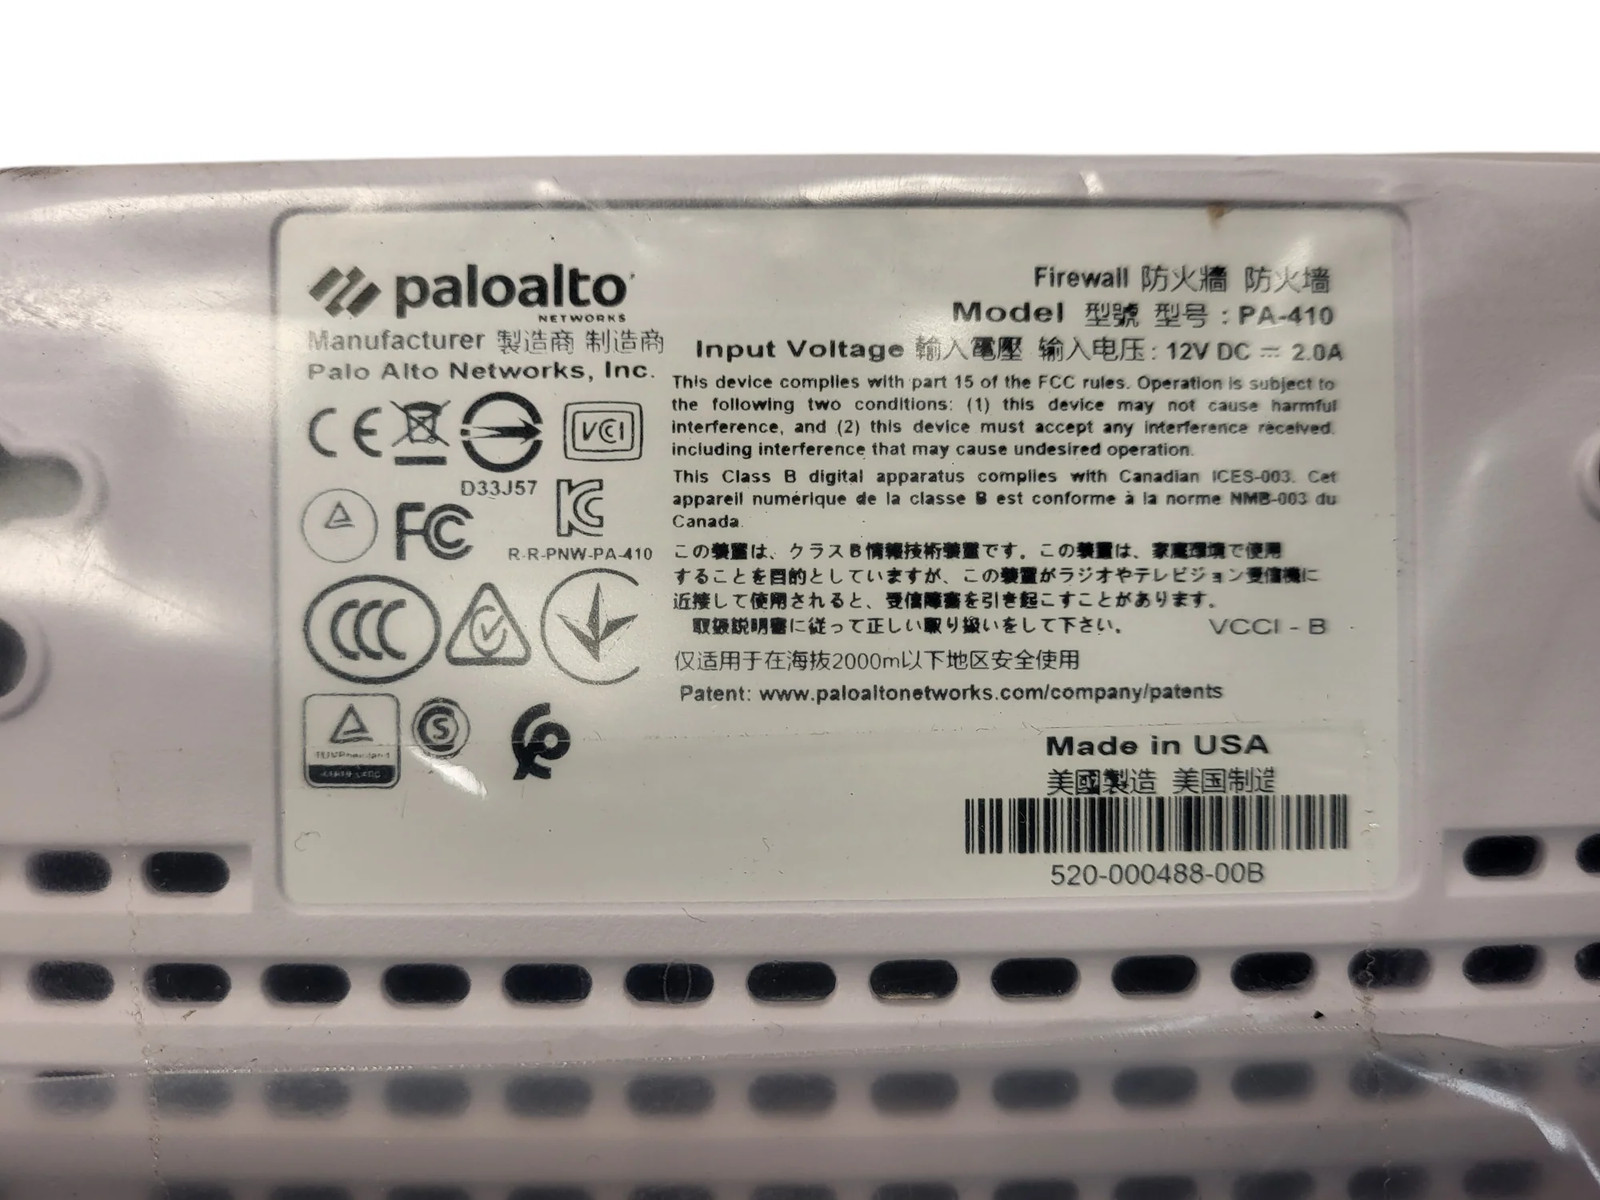 paloalto
NETWORKS
Manufacturer 製造商 制造商
Palo Alto Networks, Inc.
Firewall 防火牆 防火墙
Model 型號 型号 : PA-410
Input Voltage 輸入電壓 输入电压 : 12V DC ⎓ 2.0A
This device complies with part 15 of the FCC rules. Operation is subject to
the following two conditions: (1) this device may not cause harmful
interference, and (2) this device must accept any interference received,
including interference that may cause undesired operation.
This Class B digital apparatus complies with Canadian ICES-003. Cet
appareil numérique de la classe B est conforme à la norme NMB-003 du
Canada.
この装置は、クラスB情報技術装置です。この装置は、家庭環境で使用
することを目的としていますが、この装置がラジオやテレビジョン受信機に
近接して使用されると、受信障害を引き起こすことがあります。
取扱説明書に従って正しい取り扱いをして下さい。 VCCI - B
仅适用于在海拔2000m以下地区安全使用
Patent: www.paloaltonetworks.com/company/patents
CE
VCI
D33J57
FC
KC
R-R-PNW-PA-410
CCC
S
Made in USA
美國製造 美国制造
520-000488-00B